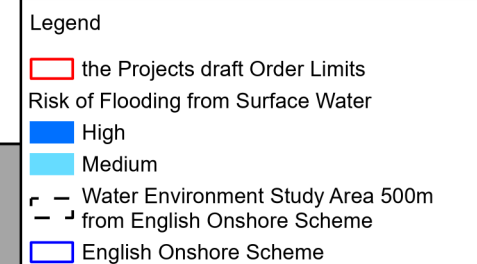 Legend
the Projects draft Order Limits
Risk of Flooding from Surface Water
High
Medium
Water Environment Study Area 500m
from English Onshore Scheme
English Onshore Scheme